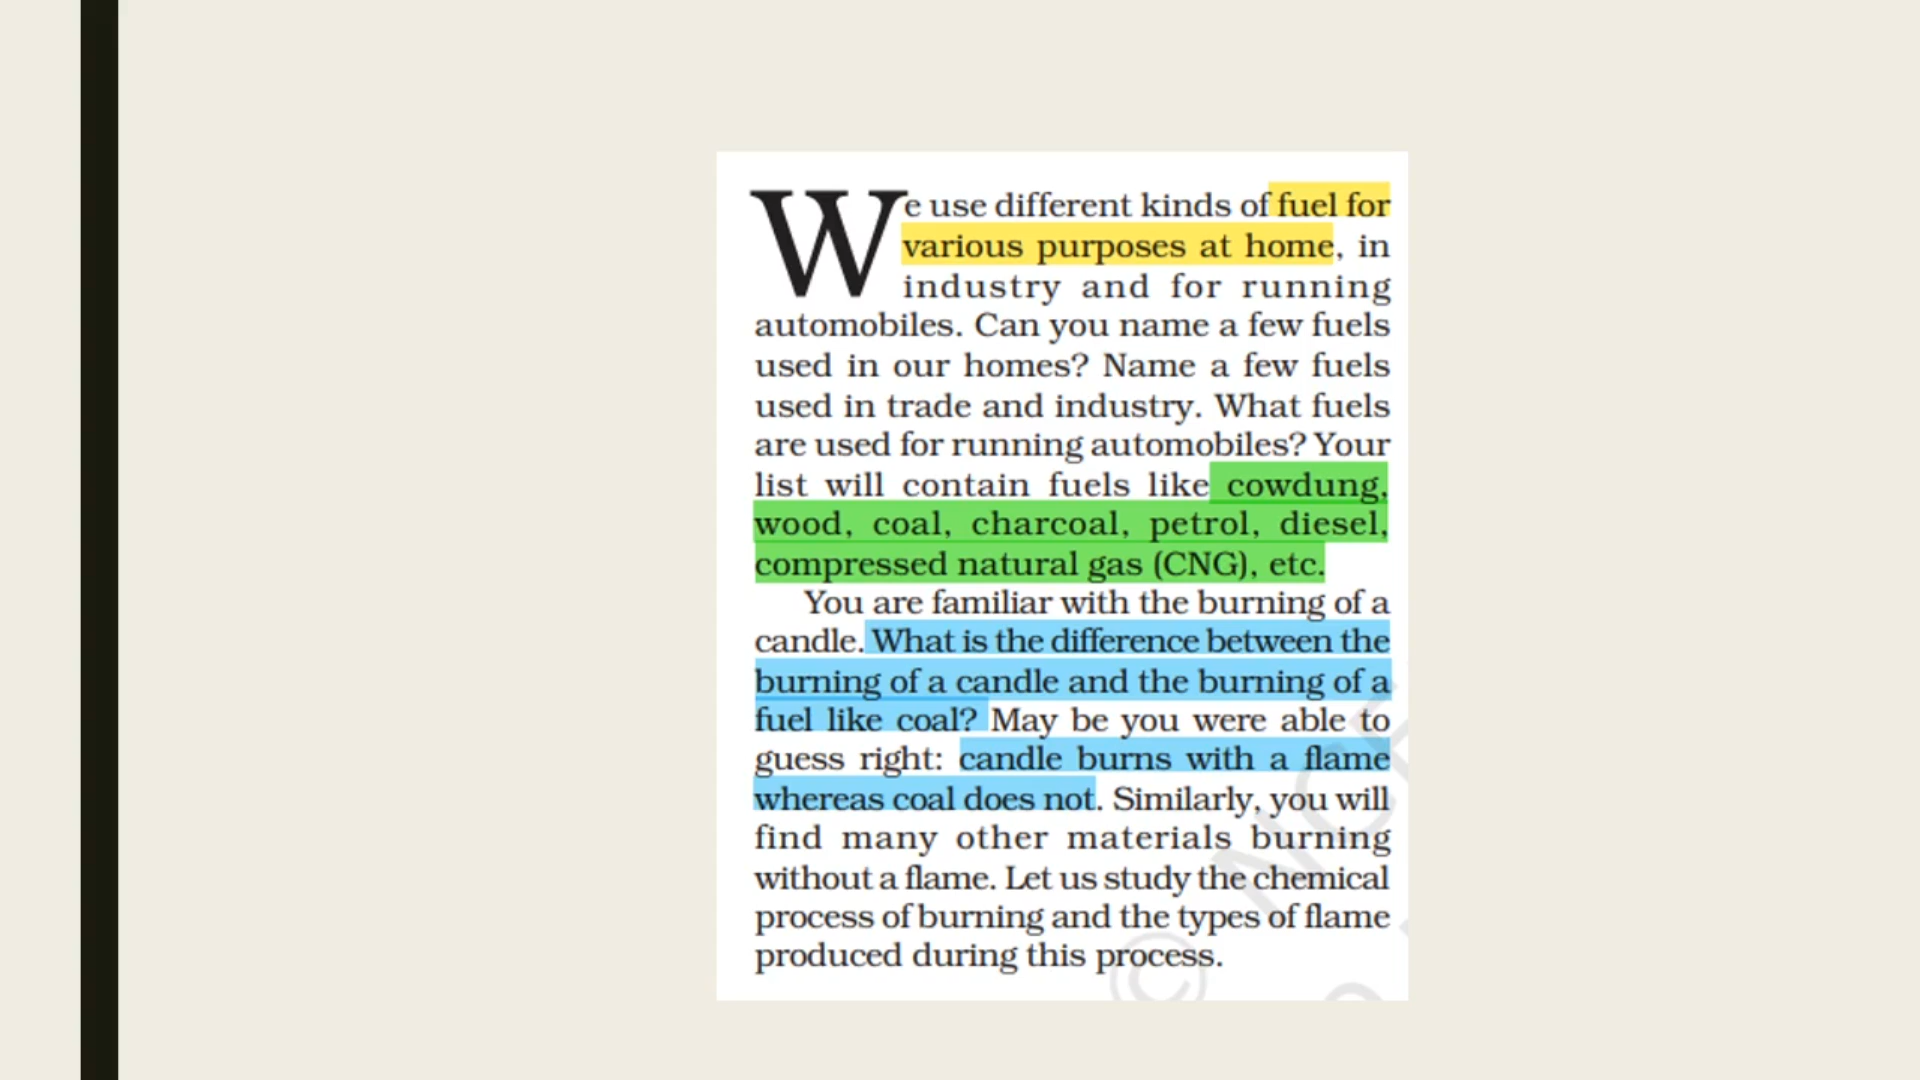 We use different kinds of fuel for
various purposes at home, in
industry and for running
automobiles. Can you name a few fuels
used in our homes? Name a few fuels
used in trade and industry. What fuels
are used for running automobiles? Your
list will contain fuels like cowdung,
wood, coal, charcoal, petrol, diesel,
compressed natural gas (CNG), etc.
You are familiar with the burning of a
candle. What is the difference between the
burning of a candle and the burning of a
fuel like coal? May be you were able to
guess right: candle burns with a flame
whereas coal does not. Similarly, you will
find many other materials burning
without a flame. Let us study the chemical
process of burning and the types of flame
produced during this process.